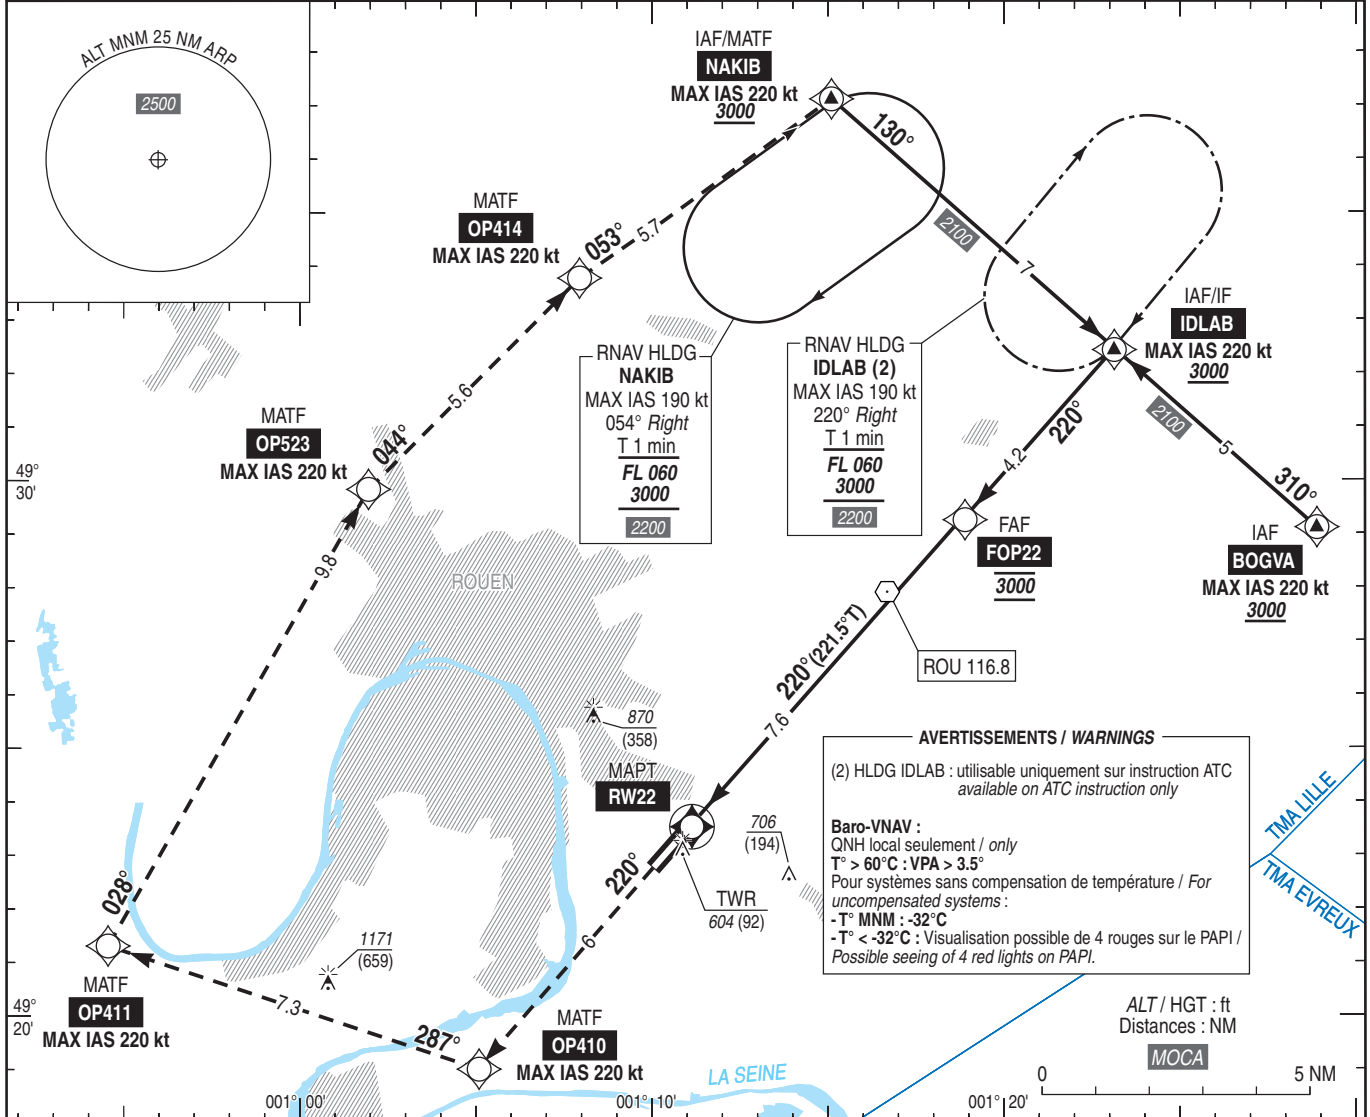 ALT MNM 25 NM ARP
2500
IAF/MATF
NAKIB
MAX IAS 220 kt
3000
130°
2100
7
MATF
OP414
MAX IAS 220 kt
053°
5.7
IAF/IF
IDLAB
MAX IAS 220 kt
3000
RNAV HLDG
NAKIB
MAX IAS 190 kt
054° Right
T 1 min
FL 060
3000
2200
RNAV HLDG
IDLAB (2)
MAX IAS 190 kt
220° Right
T 1 min
FL 060
3000
2200
2100
5
310°
220°
4.2
5.6
MATF
OP523
MAX IAS 220 kt
044°
49°
30'
FAF
FOP22
3000
IAF
BOGVA
MAX IAS 220 kt
3000
9.8
ROUEN
220°(221.5°T)
7.6
ROU 116.8
870
(358)
MAPT
RW22
706
(194)
TWR
604 (92)
220°
6
AVERTISSEMENTS / WARNINGS
(2) HLDG IDLAB : utilisable uniquement sur instruction ATC
available on ATC instruction only
Baro-VNAV :
QNH local seulement / only
T° > 60°C : VPA > 3.5°
Pour systèmes sans compensation de température / For
uncompensated systems :
- T° MNM : -32°C
- T° < -32°C : Visualisation possible de 4 rouges sur le PAPI /
Possible seeing of 4 red lights on PAPI.
TMA LILLE
TMA EVREUX
028°
1171
(659)
MATF
OP411
MAX IAS 220 kt
7.3
287°
49°
20'
MATF
OP410
MAX IAS 220 kt
LA SEINE
ALT / HGT : ft
Distances : NM
MOCA
0
5 NM
001° 00'
001° 10'
001° 20'